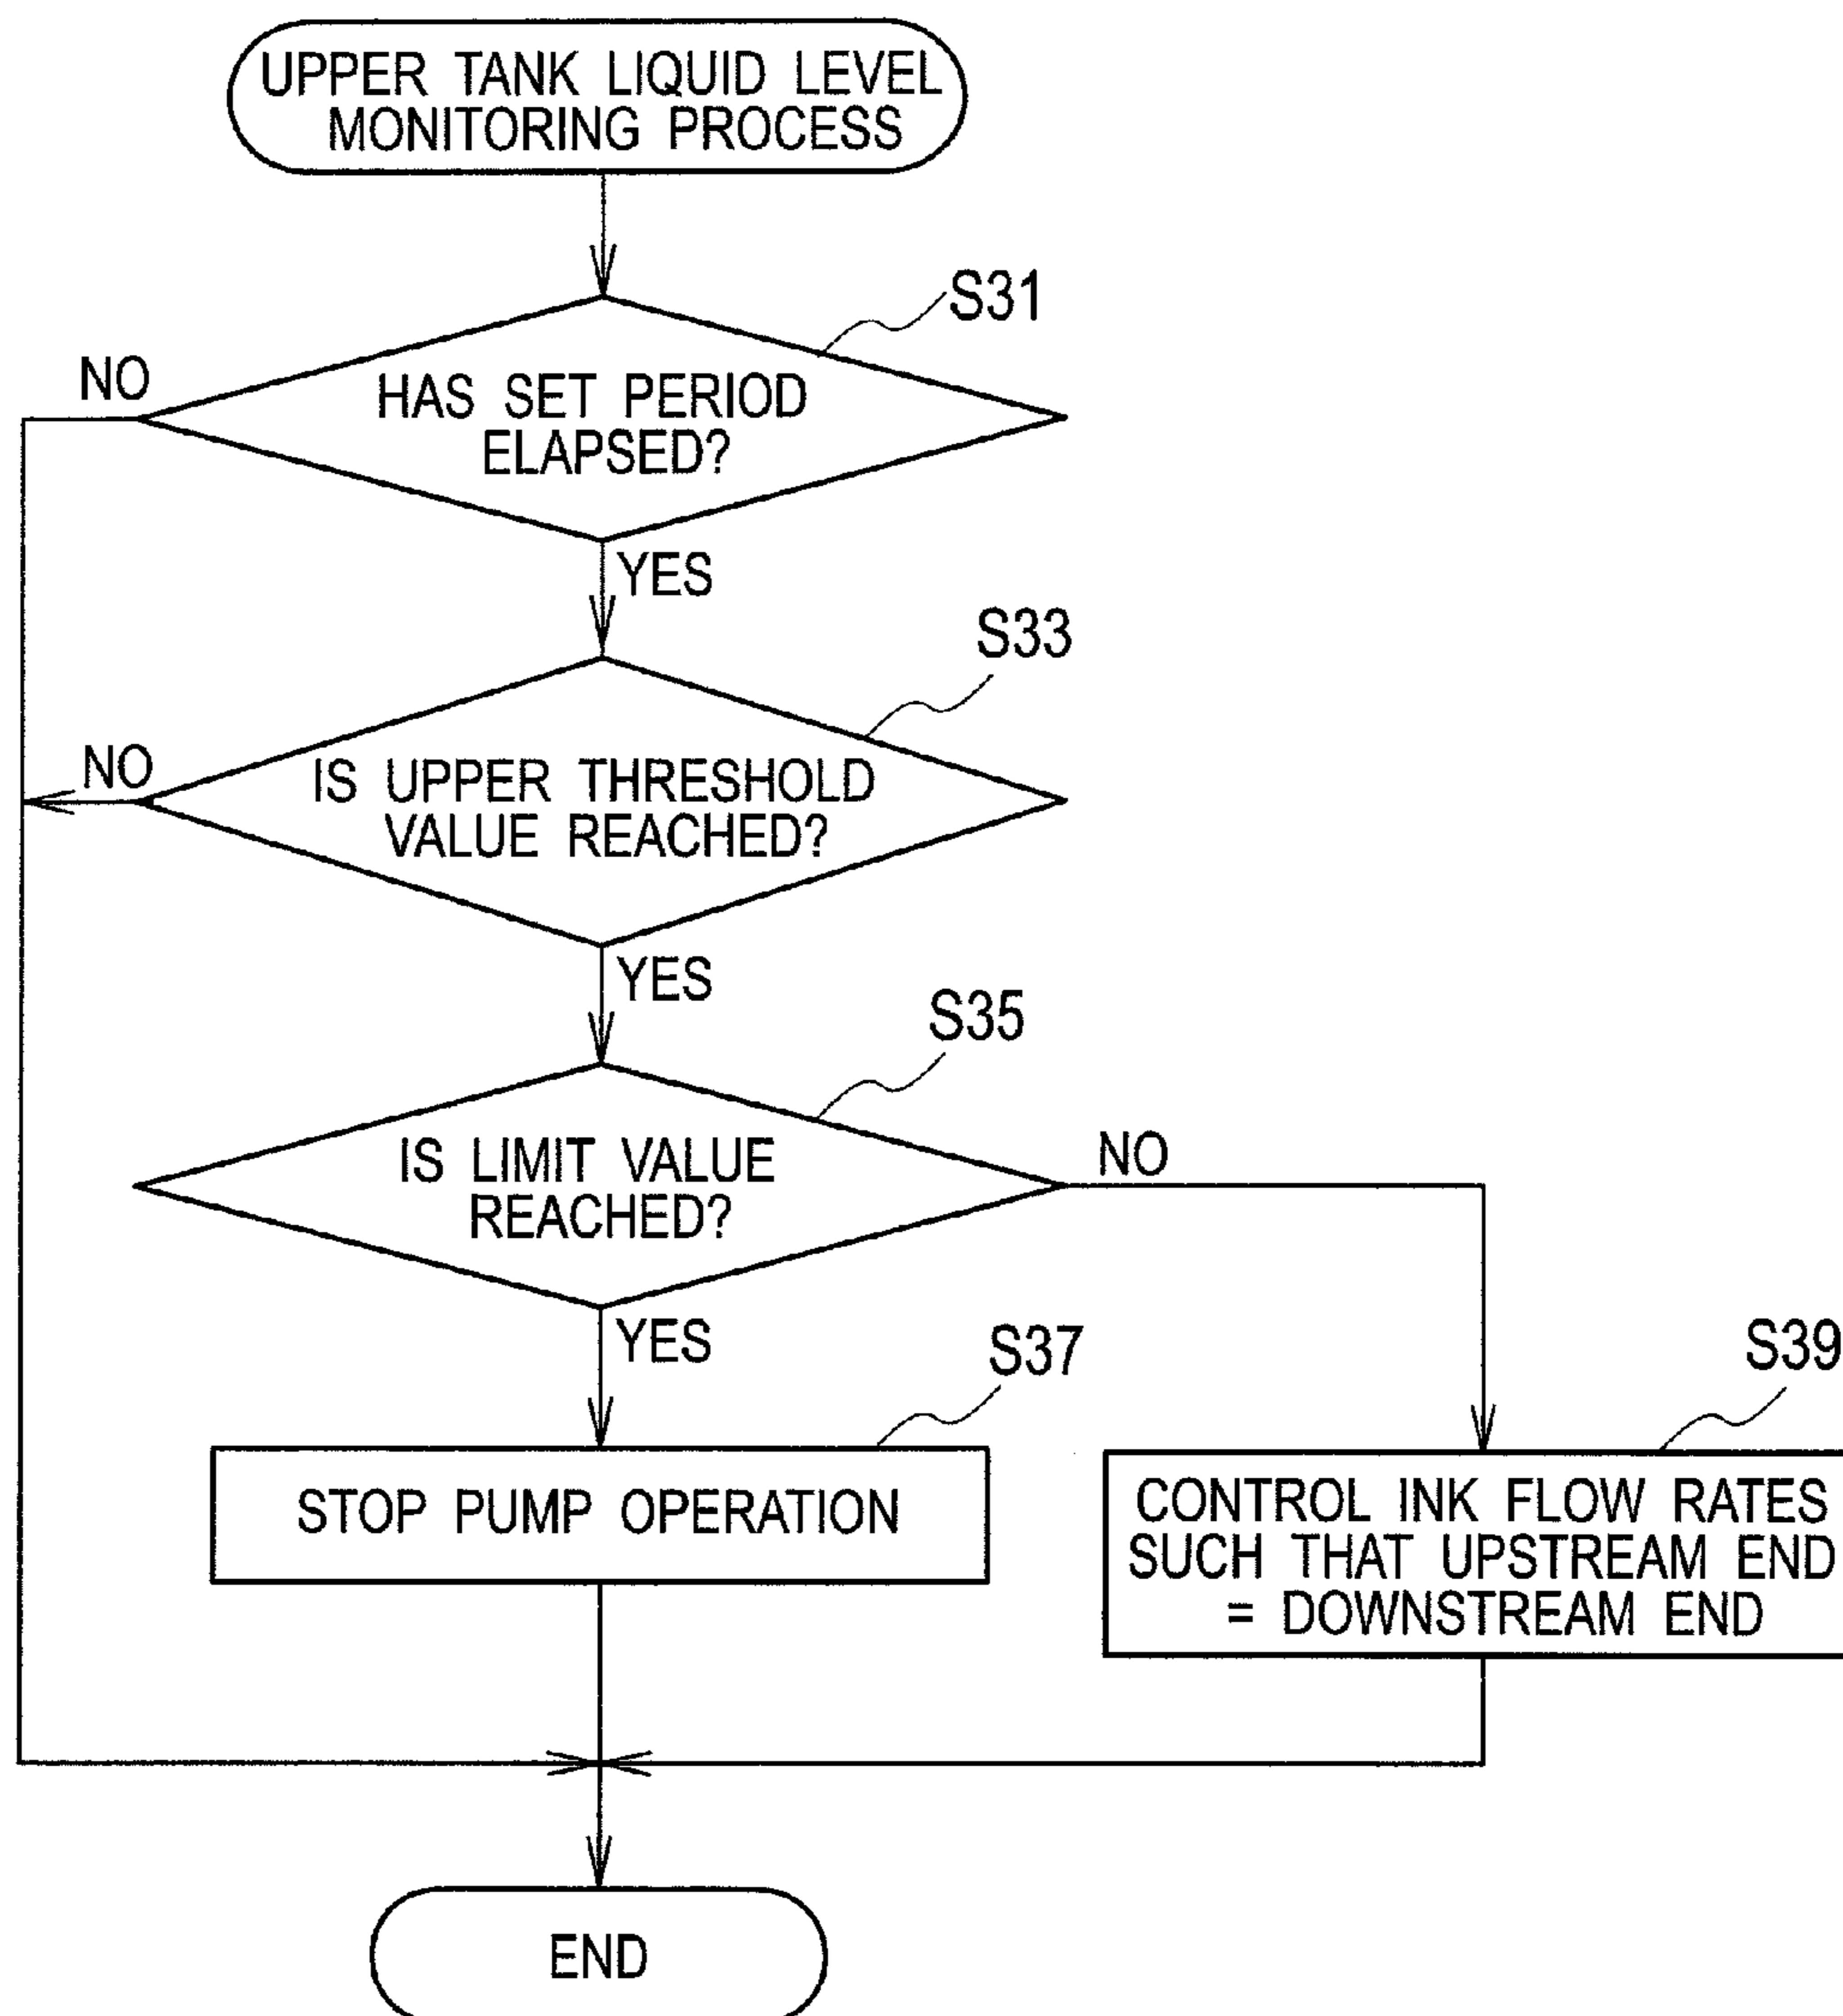 UPPER TANK LIQUID LEVEL
MONITORING PROCESS
S31
NO
HAS SET PERIOD
ELAPSED?
YES
S33
NO
IS UPPER THRESHOLD
VALUE REACHED?
YES
S35
IS LIMIT VALUE
REACHED?
NO
YES
S37
STOP PUMP OPERATION
S39
CONTROL INK FLOW RATES
SUCH THAT UPSTREAM END
= DOWNSTREAM END
END